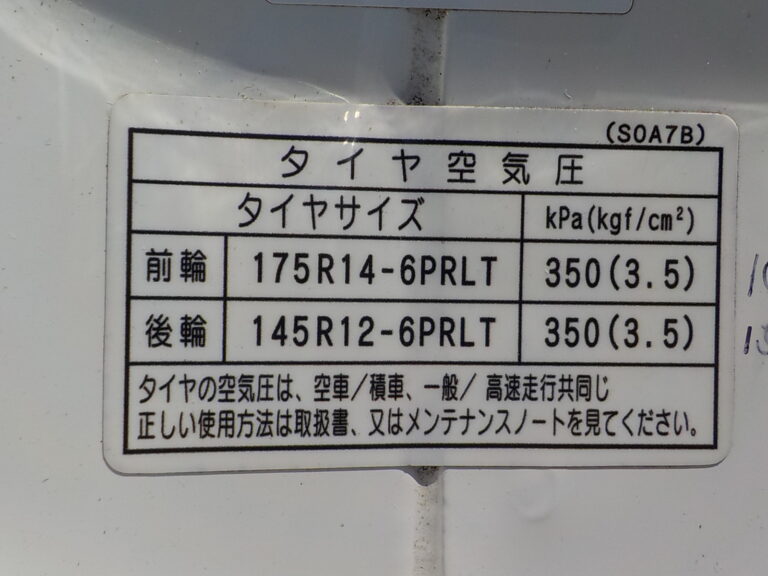 (S0A7B)
タイヤ空気圧
タイヤサイズ kPa(kgf/cm²)
前輪 175R14-6PRLT 350(3.5)
後輪 145R12-6PRLT 350(3.5)
タイヤの空気圧は、空車/積車、一般/高速走行共同じ
正しい使用方法は取扱書、又はメンテナンスノートを見てください。